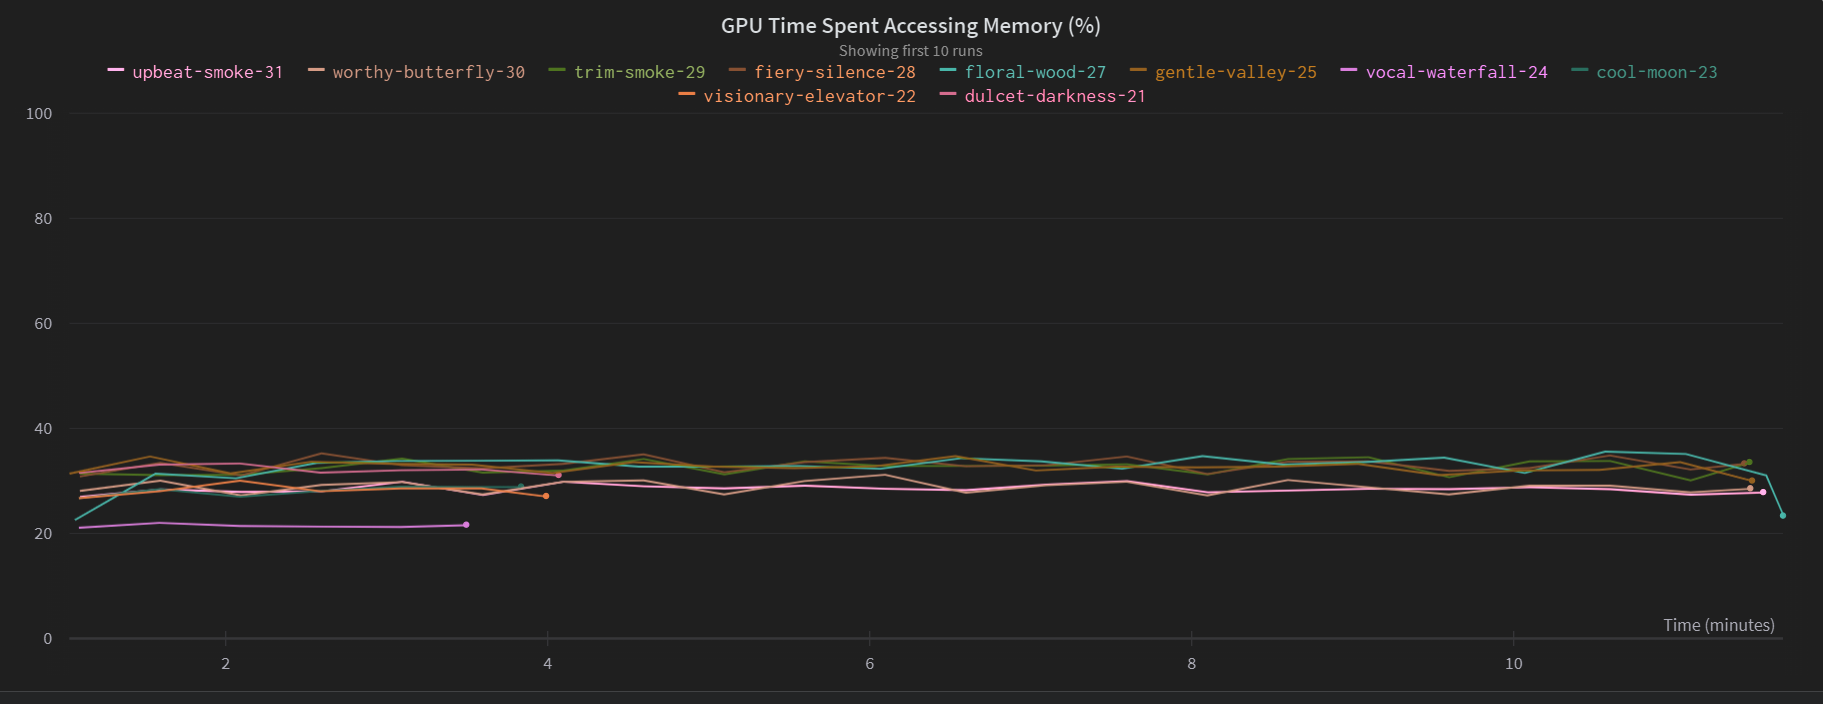 GPU Time Spent Accessing Memory (%)
Showing first 10 runs
upbeat-smoke-31 worthy-butterfly-30 trim-smoke-29 fiery-silence-28 floral-wood-27 gentle-valley-25 vocal-waterfall-24 cool-moon-23
visionary-elevator-22 dulcet-darkness-21
100
80
60
40
20
0
Time (minutes)
2 4 6 8 10